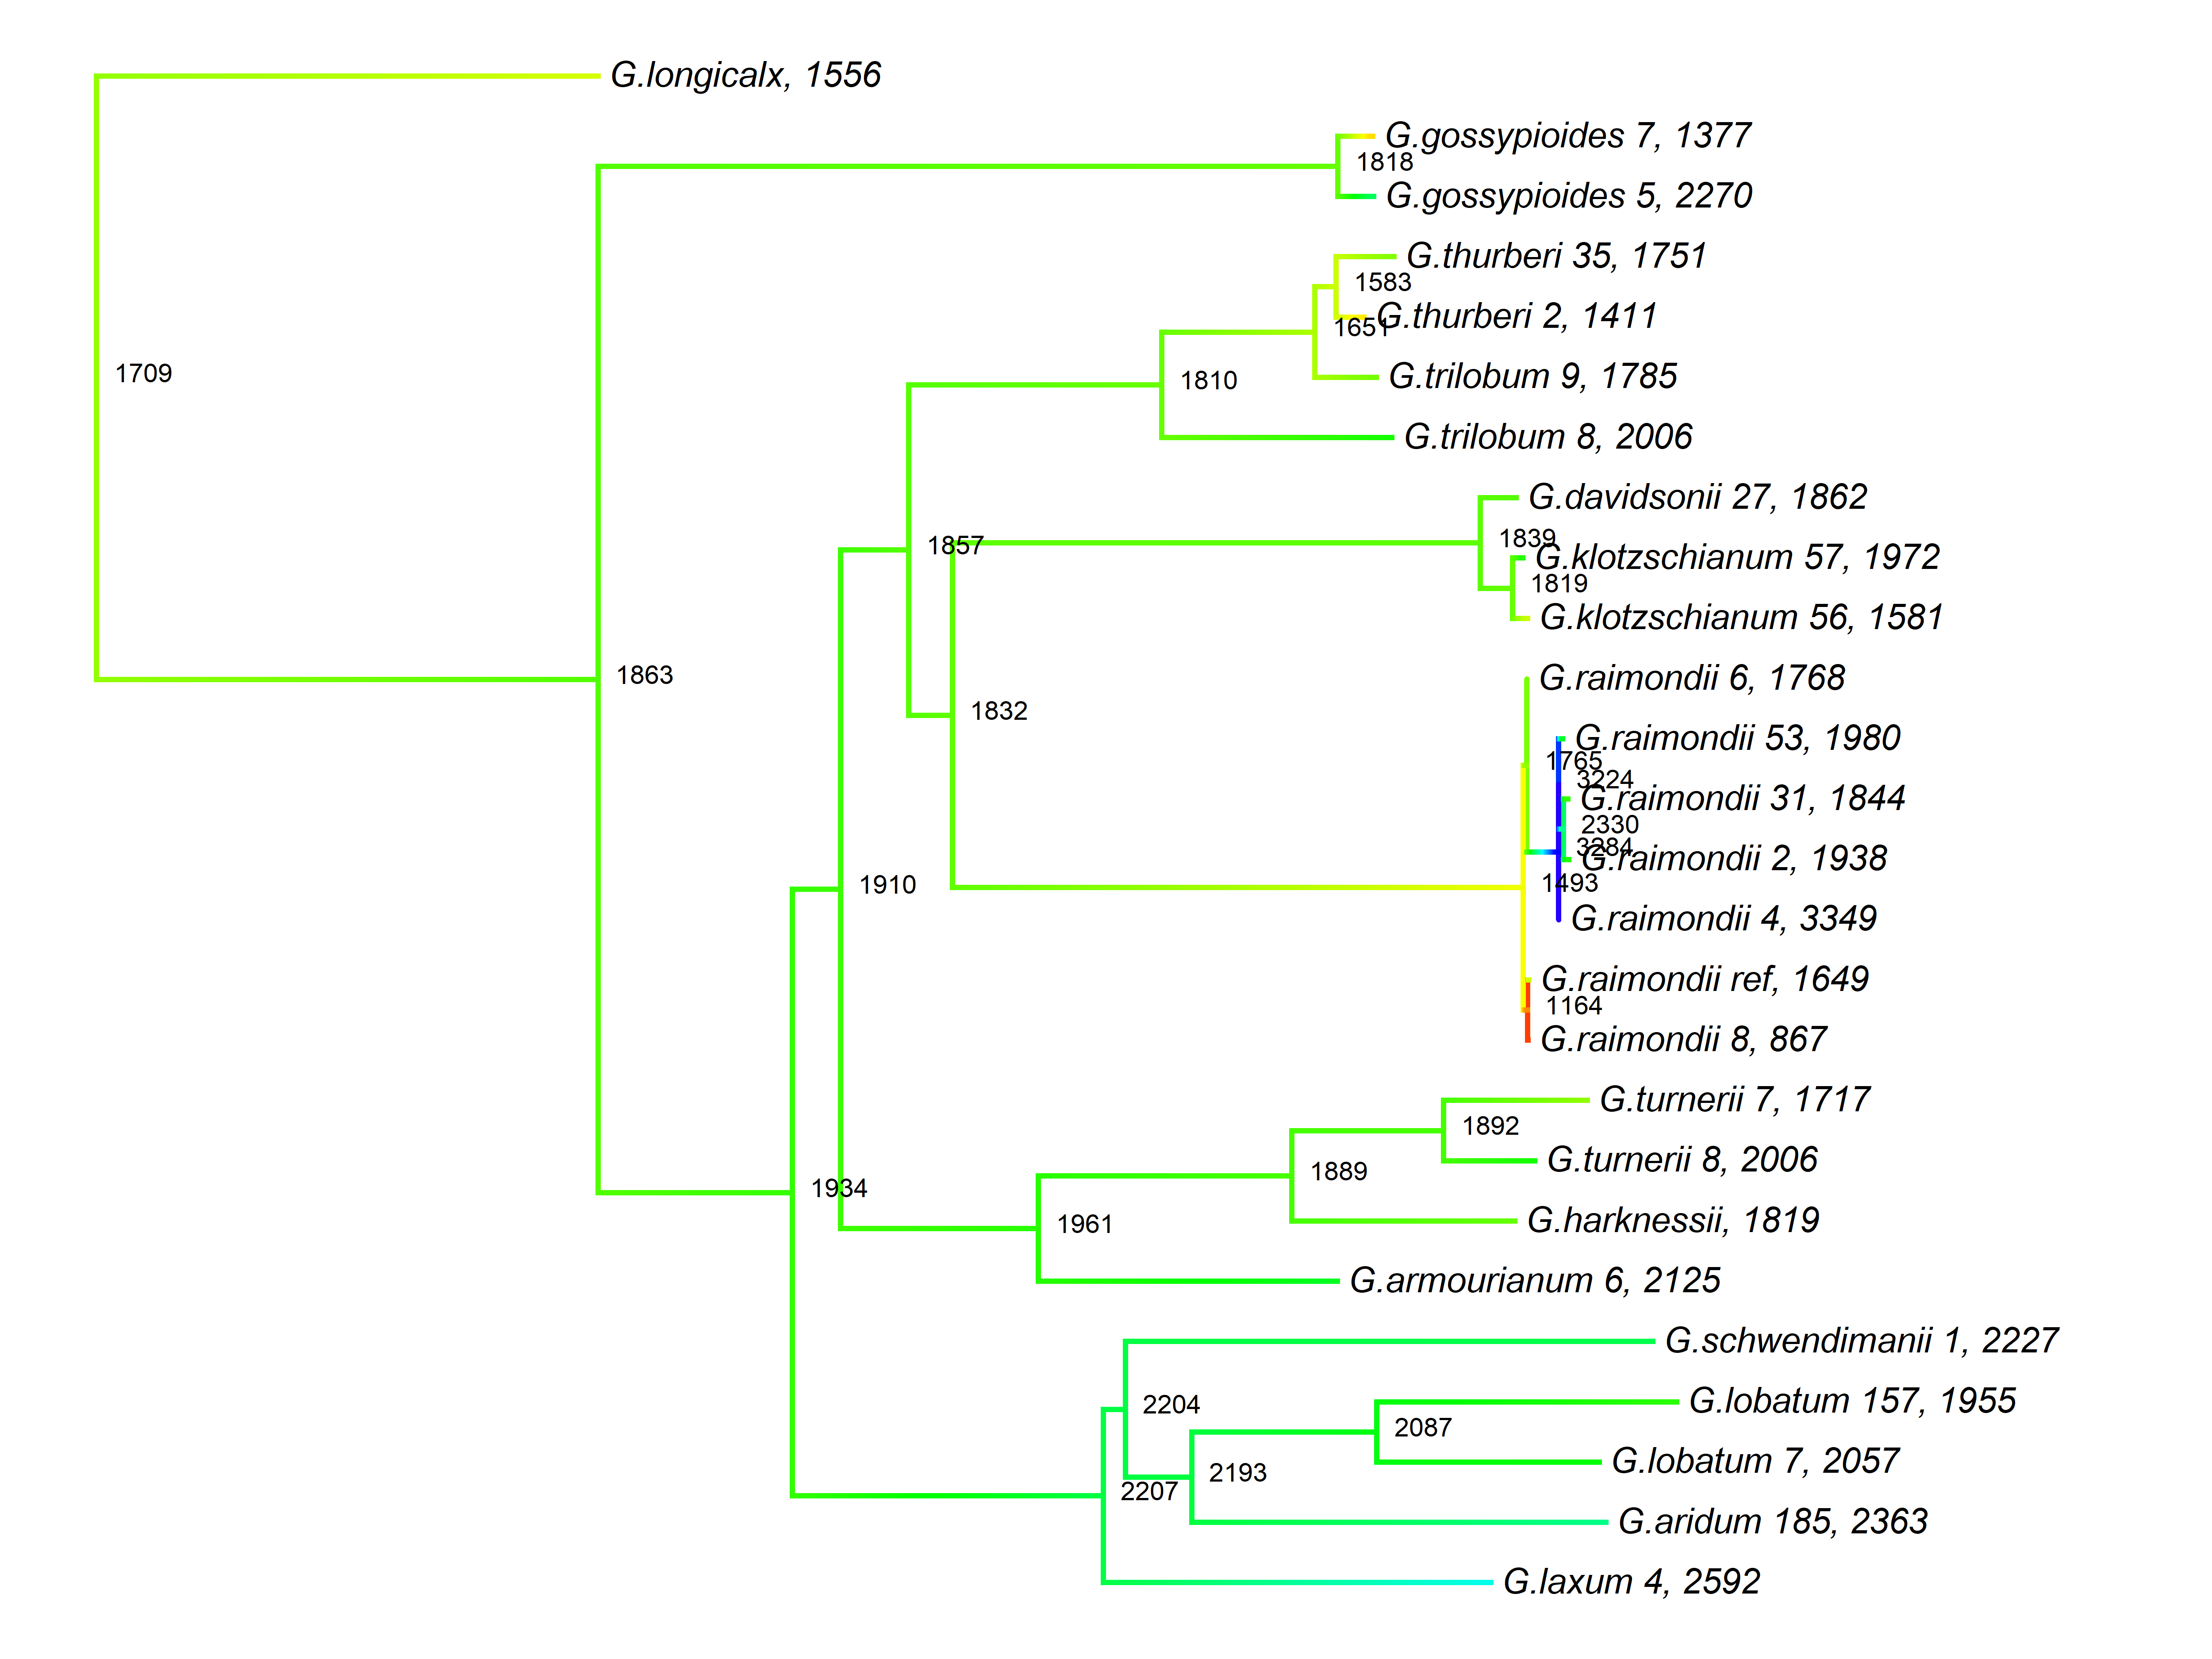 G.longicalx, 1556
G.gossypioides 7, 1377
1818
G.gossypioides 5, 2270
G.thurberi 35, 1751
1583
G.thurberi 2, 1411
1651
1709
G.trilobum 9, 1785
1810
G.trilobum 8, 2006
G.davidsonii 27, 1862
1839
1857
G.klotzschianum 57, 1972
1819
G.klotzschianum 56, 1581
1863
G.raimondii 6, 1768
1832
G.raimondii 53, 1980
1765
3224
G.raimondii 31, 1844
2330
3284
G.raimondii 2, 1938
1910
1493
G.raimondii 4, 3349
G.raimondii ref, 1649
1164
G.raimondii 8, 867
G.turnerii 7, 1717
1892
G.turnerii 8, 2006
1889
1934
G.harknessii, 1819
1961
G.armourianum 6, 2125
G.schwendimanii 1, 2227
2204
G.lobatum 157, 1955
2087
G.lobatum 7, 2057
2193
2207
G.aridum 185, 2363
G.laxum 4, 2592